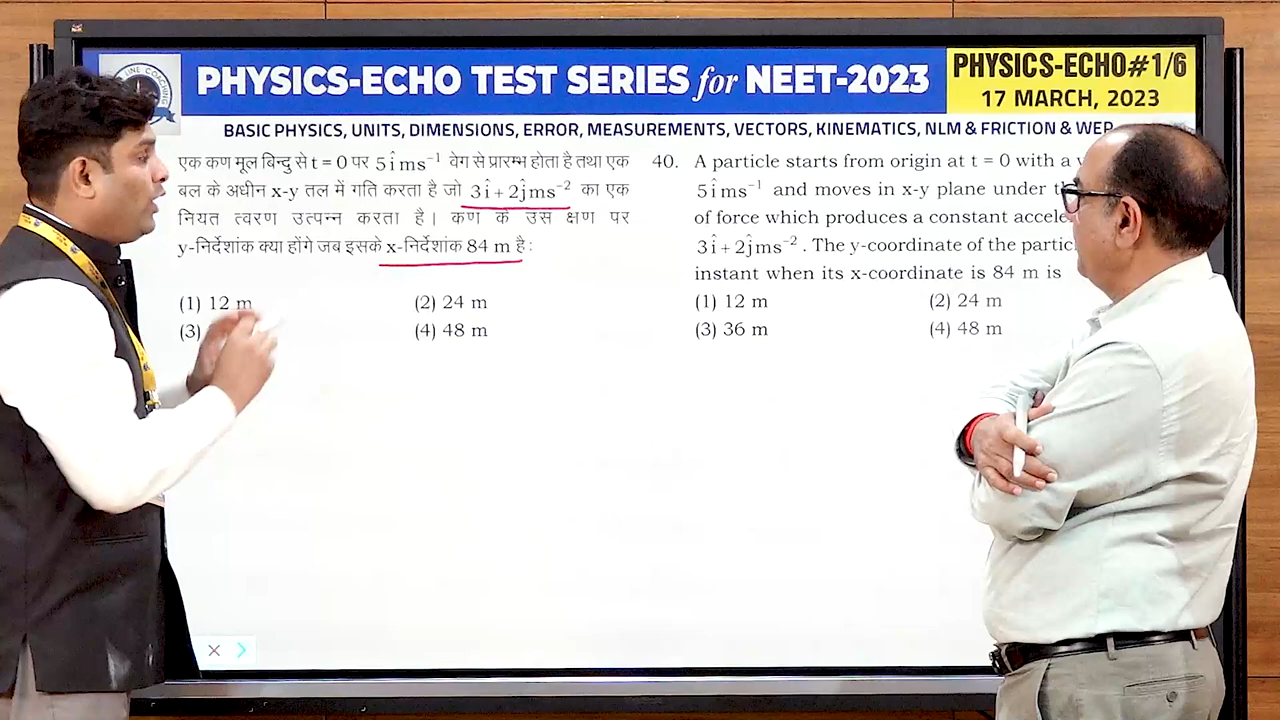 LINE COACHING
PHYSICS-ECHO TEST SERIES for NEET-2023
PHYSICS-ECHO#1/6
17 MARCH, 2023
BASIC PHYSICS, UNITS, DIMENSIONS, ERROR, MEASUREMENTS, VECTORS, KINEMATICS, NLM & FRICTION & WEP
एक कण मूल बिन्दु से t = 0 पर 5î ms⁻¹ वेग से प्रारम्भ होता है तथा एक
बल के अधीन x-y तल में गति करता है जो 3î + 2ĵ ms⁻² का एक
नियत त्वरण उत्पन्न करता है। कण के उस क्षण पर
y-निर्देशांक क्या होंगे जब इसके x-निर्देशांक 84 m है :
(1) 12 m (2) 24 m
(3) (4) 48 m
40. A particle starts from origin at t = 0 with a
5î ms⁻¹ and moves in x-y plane under
of force which produces a constant
3î + 2ĵ ms⁻². The y-coordinate of the
instant when its x-coordinate is 84 m is
(1) 12 m (2) 24 m
(3) 36 m (4) 48 m